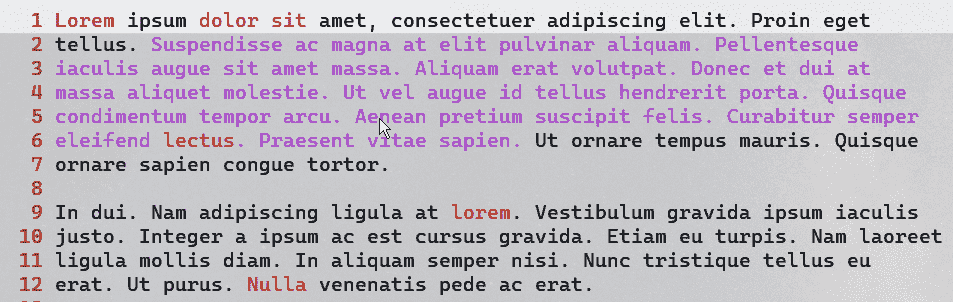 1 Lorem ipsum dolor sit amet, consectetuer adipiscing elit. Proin eget
2 tellus. Suspendisse ac magna at elit pulvinar aliquam. Pellentesque
3 iaculis augue sit amet massa. Aliquam erat volutpat. Donec et dui at
4 massa aliquet molestie. Ut vel augue id tellus hendrerit porta. Quisque
5 condimentum tempor arcu. Aenean pretium suscipit felis. Curabitur semper
6 eleifend lectus. Praesent vitae sapien. Ut ornare tempus mauris. Quisque
7 ornare sapien congue tortor.
8
9 In dui. Nam adipiscing ligula at lorem. Vestibulum gravida ipsum iaculis
10 justo. Integer a ipsum ac est cursus gravida. Etiam eu turpis. Nam laoreet
11 ligula mollis diam. In aliquam semper nisi. Nunc tristique tellus eu
12 erat. Ut purus. Nulla venenatis pede ac erat.